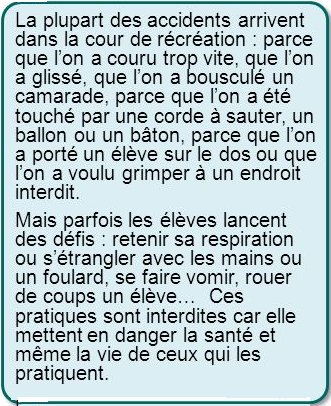 La plupart des accidents arrivent
dans la cour de récréation : parce
que l’on a couru trop vite, que l’on
a glissé, que l’on a bousculé un
camarade, parce que l’on a été
touché par une corde à sauter, un
ballon ou un bâton, parce que l’on
a porté un élève sur le dos ou que
l’on a voulu grimper à un endroit
interdit.
Mais parfois les élèves lancent
des défis : retenir sa respiration
ou s’étrangler avec les mains ou
un foulard, se faire vomir, rouer
de coups un élève… Ces
pratiques sont interdites car elle
mettent en danger la santé et
même la vie de ceux qui les
pratiquent.